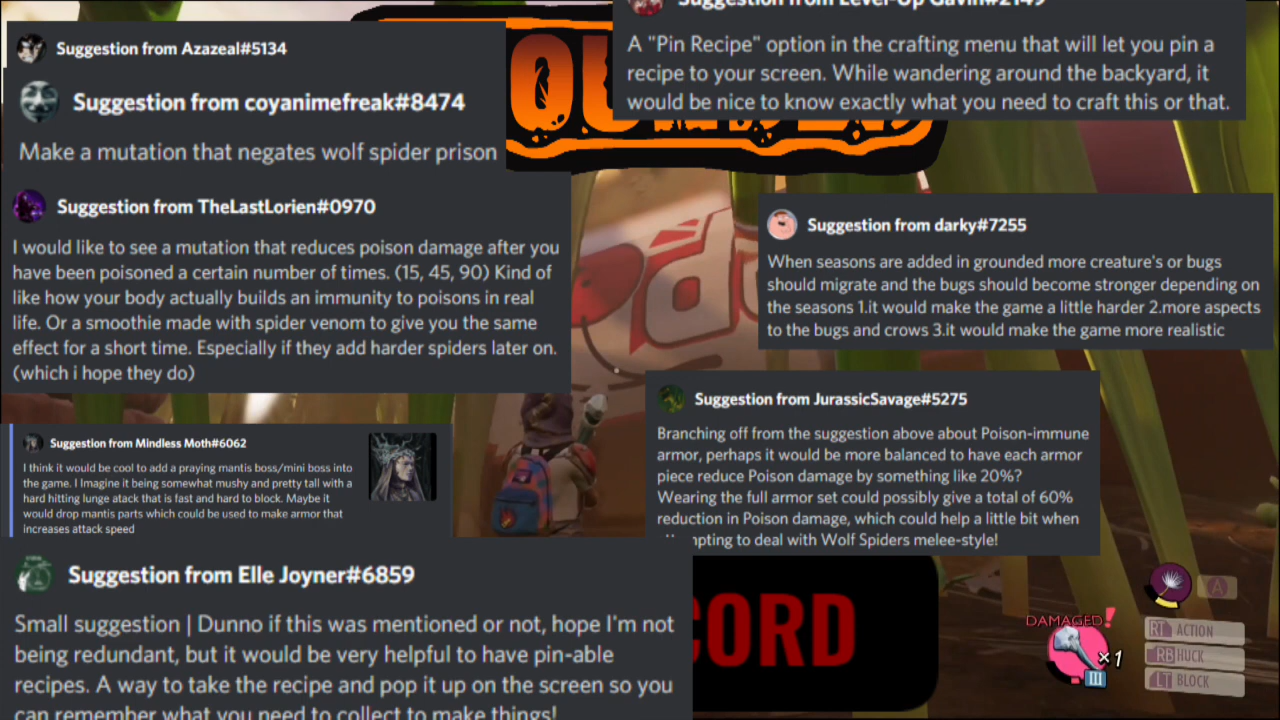 Suggestion from Azazeal#5134
Suggestion from coyanimefreak#8474
Make a mutation that negates wolf spider prison
Suggestion from TheLastLorien#0970
I would like to see a mutation that reduces poison damage after you
have been poisoned a certain number of times. (15, 45, 90) Kind of
like how your body actually builds an immunity to poisons in real
life. Or a smoothie made with spider venom to give you the same
effect for a short time. Especially if they add harder spiders later on.
(which i hope they do)
Suggestion from Mindless Moth#6062
I think it would be cool to add a praying mantis boss/mini boss into
the game. I Imagine it being somewhat mushy and pretty tall with a
hard hitting lunge atack that is fast and hard to block. Maybe it
would drop mantis parts which could be used to make armor that
increases attack speed
Suggestion from Elle Joyner#6859
Small suggestion | Dunno if this was mentioned or not, hope I'm not
being redundant, but it would be very helpful to have pin-able
recipes. A way to take the recipe and pop it up on the screen so you
can remember what you need to collect to make things!
Suggestion from Level-Up Gavin#2149
A "Pin Recipe" option in the crafting menu that will let you pin a
recipe to your screen. While wandering around the backyard, it
would be nice to know exactly what you need to craft this or that.
Suggestion from darky#7255
When seasons are added in grounded more creature's or bugs
should migrate and the bugs should become stronger depending on
the seasons 1.it would make the game a little harder 2.more aspects
to the bugs and crows 3.it would make the game more realistic
Suggestion from JurassicSavage#5275
Branching off from the suggestion above about Poison-immune
armor, perhaps it would be more balanced to have each armor
piece reduce Poison damage by something like 20%?
Wearing the full armor set could possibly give a total of 60%
reduction in Poison damage, which could help a little bit when
to deal with Wolf Spiders melee-style!
CORD
DAMAGED!
×1
III
A
RT ACTION
RB HUCK
LT BLOCK